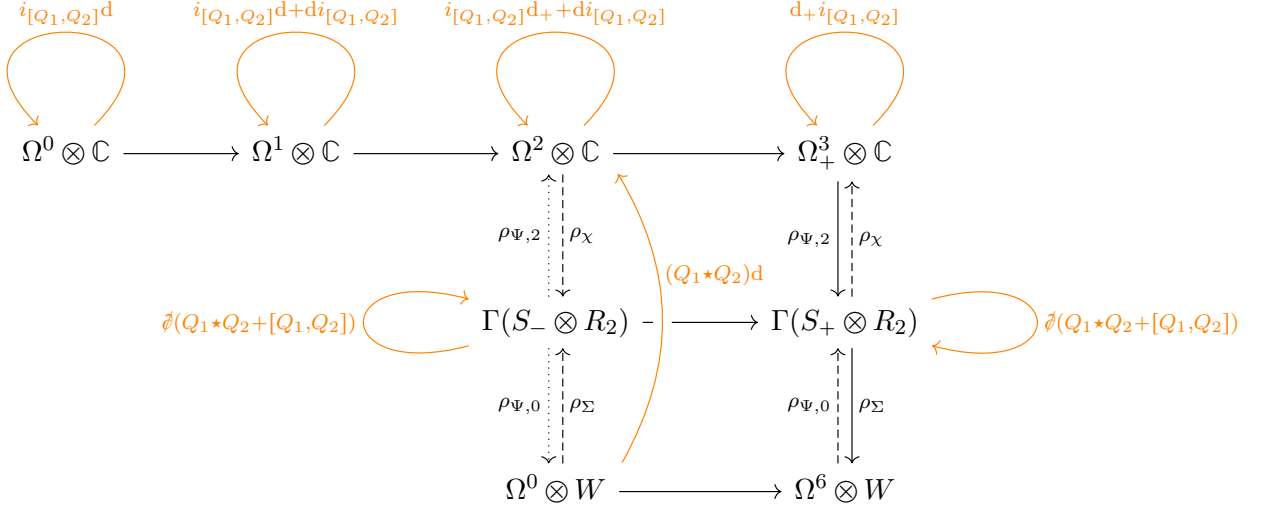 i_{[Q_1,Q_2]}d i_{[Q_1,Q_2]}d+di_{[Q_1,Q_2]} i_{[Q_1,Q_2]}d_++di_{[Q_1,Q_2]} d_+i_{[Q_1,Q_2]}
Ω^0 ⊗ ℂ Ω^1 ⊗ ℂ Ω^2 ⊗ ℂ Ω^3_+ ⊗ ℂ
ρ_{Ψ,2} ρ_χ ρ_{Ψ,2} ρ_χ
(Q_1⋆Q_2)d
∂̸(Q_1⋆Q_2+[Q_1,Q_2]) Γ(S_− ⊗ R_2) Γ(S_+ ⊗ R_2) ∂̸(Q_1⋆Q_2+[Q_1,Q_2])
ρ_{Ψ,0} ρ_Σ ρ_{Ψ,0} ρ_Σ
Ω^0 ⊗ W Ω^6 ⊗ W